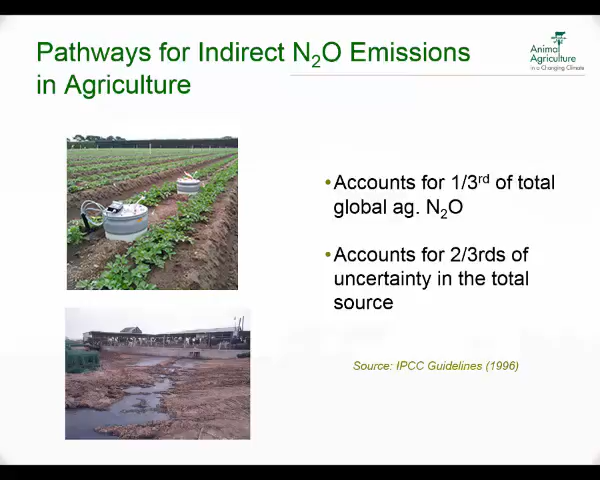 Pathways for Indirect N₂O Emissions
in Agriculture
Animal
Agriculture
in a Changing Climate
•Accounts for 1/3ʳᵈ of total
global ag. N₂O
•Accounts for 2/3rds of
uncertainty in the total
source
Source: IPCC Guidelines (1996)